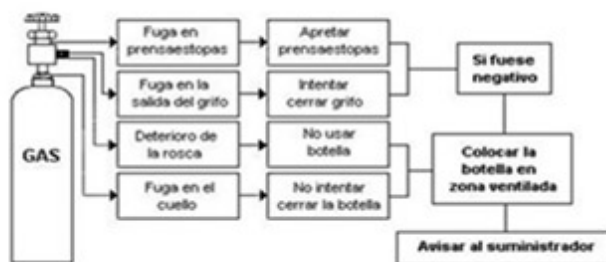 GAS
Fuga en
prensaestopas
Apretar
prensaestopas
Fuga en la
salida del grifo
Intentar
cerrar grifo
Deterioro de
la rosca
No usar
botella
Fuga en el
cuello
No intentar
cerrar la botella
Si fuese
negativo
Colocar la
botella en
zona ventilada
Avisar al suministrador